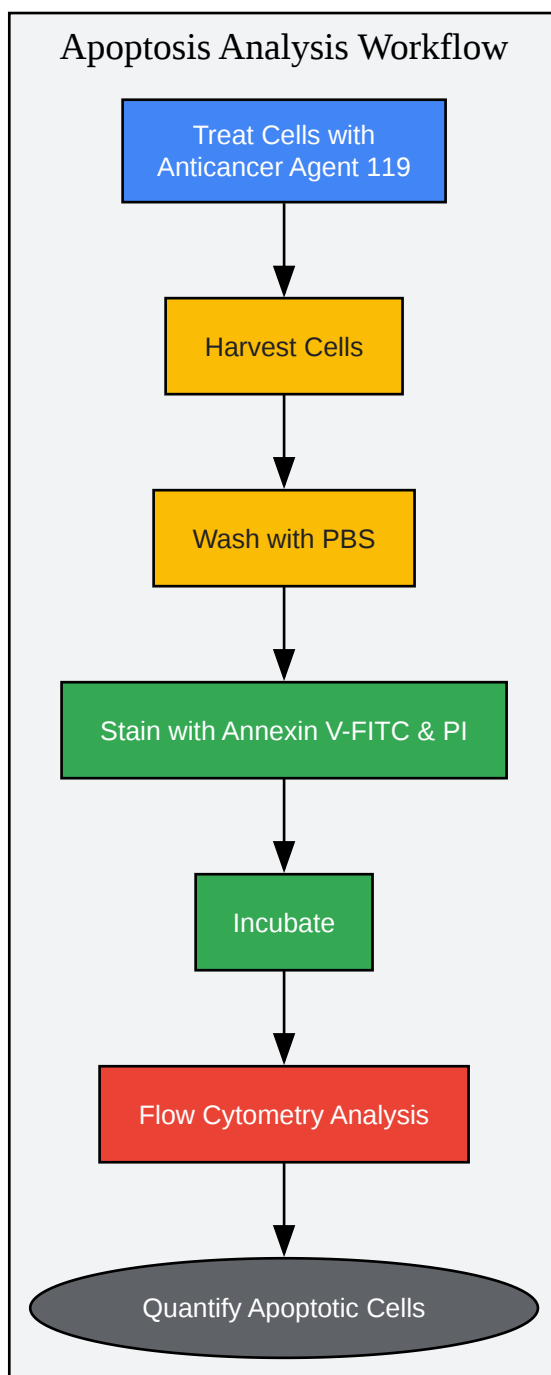 Apoptosis Analysis Workflow
Treat Cells with
Anticancer Agent 119
Harvest Cells
Wash with PBS
Stain with Annexin V-FITC & PI
Incubate
Flow Cytometry Analysis
Quantify Apoptotic Cells